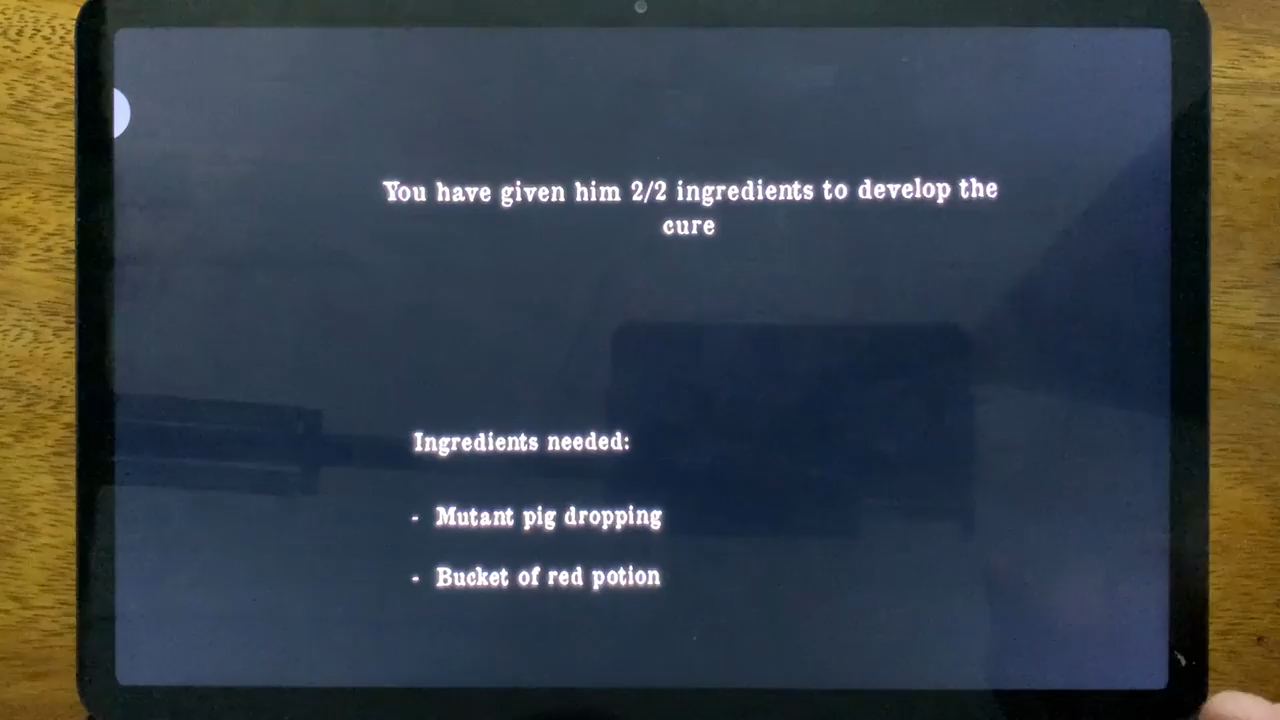 You have given him 2/2 ingredients to develop the
cure
Ingredients needed:
- Mutant pig dropping
- Bucket of red potion